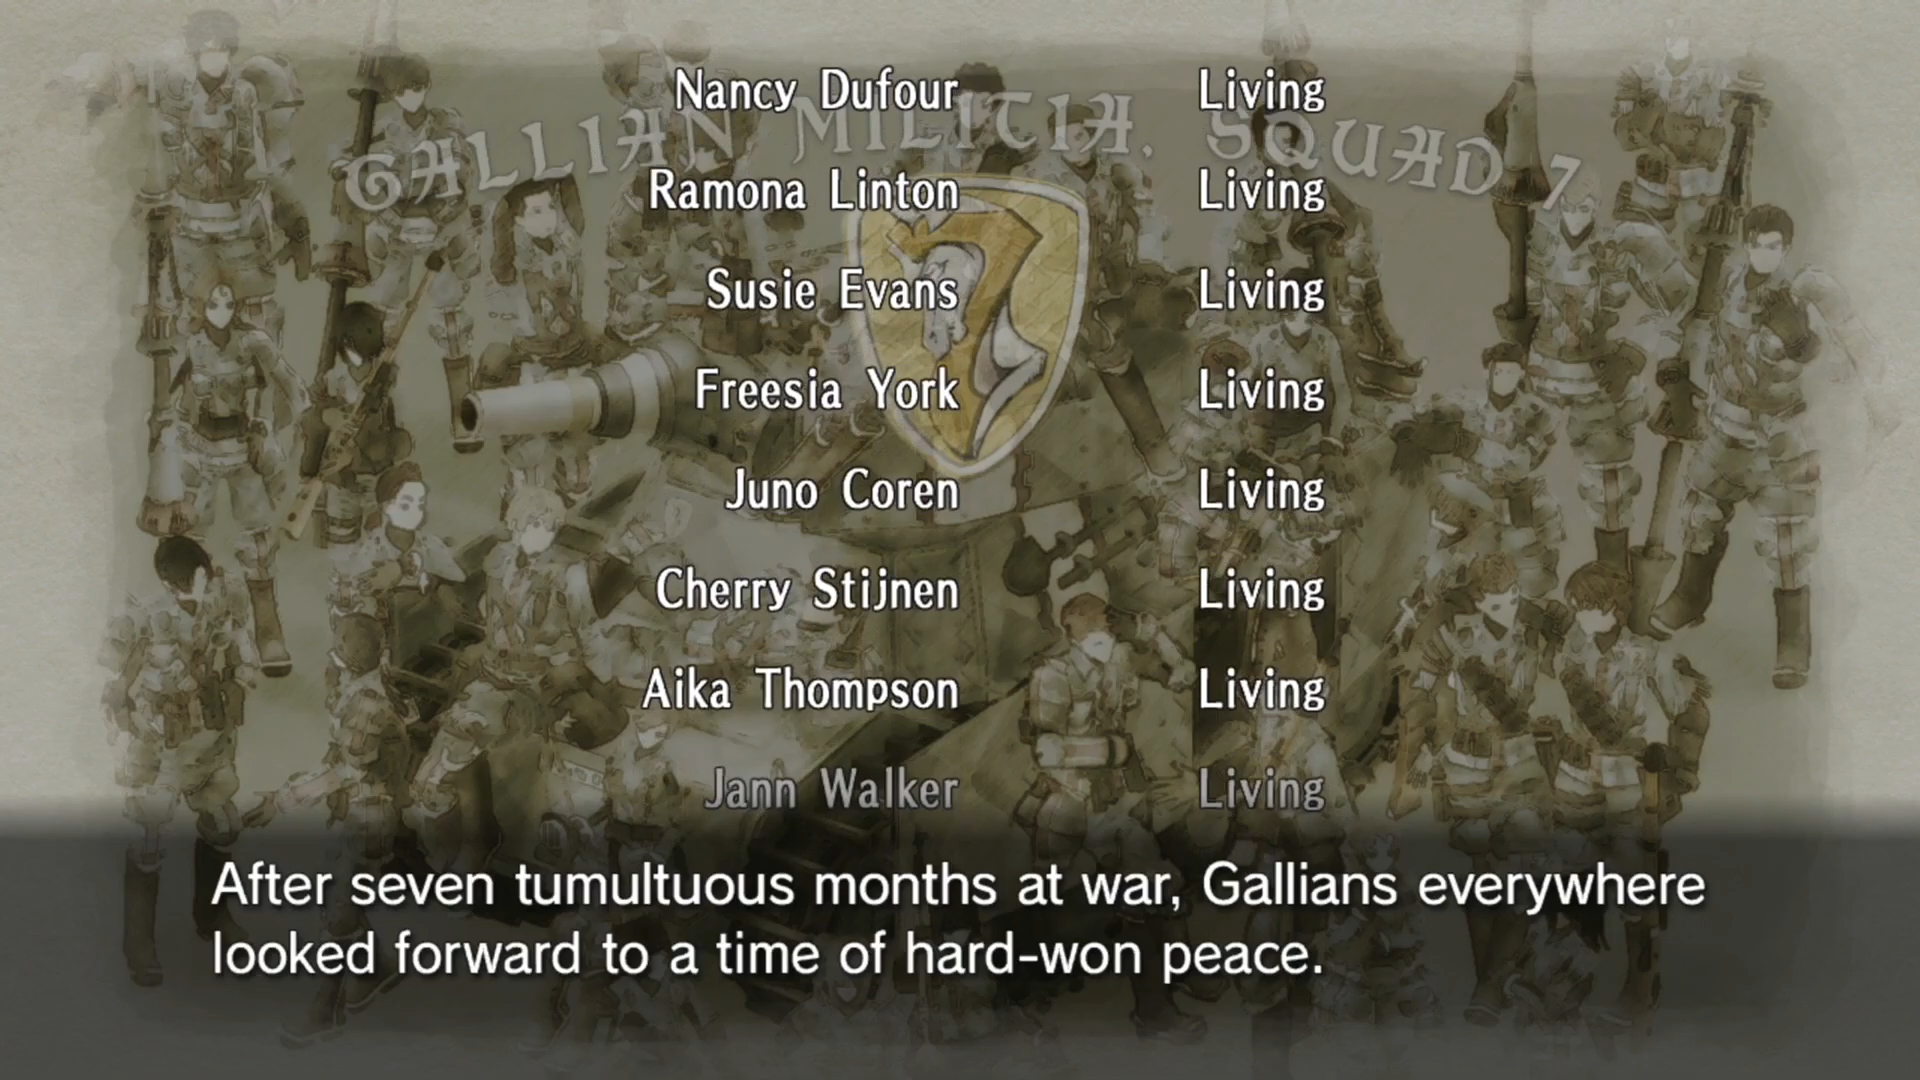 GALLIAN MILITIA, SQUAD 7
Nancy Dufour Living
Ramona Linton Living
Susie Evans Living
Freesia York Living
Juno Coren Living
Cherry Stijnen Living
Aika Thompson Living
Jann Walker Living
7
After seven tumultuous months at war, Gallians everywhere
looked forward to a time of hard-won peace.